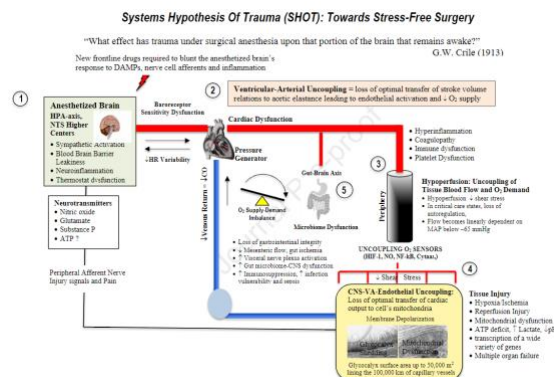 Systems Hypothesis Of Trauma (SHOT): Towards Stress-Free Surgery
"What effect has trauma under surgical anesthesia upon that portion of the brain that remains awake?"
G.W. Crile (1913)
New frontline drugs required to blunt the anesthetized brain's
response to DAMPs, nerve cell afferents and inflammation
1
Anesthetized Brain
HPA-axis,
NTS Higher
Centers
• Sympathetic Activation
• Blood Brain Barrier
Leakiness
• Neuroinflammation
• Thermostat dysfunction
Neurotransmitters
• Nitric oxide
• Glutamate
• Substance P
• ATP ?
Peripheral Afferent Nerve
Injury signals and Pain
Baroreceptor
Sensitivity Dysfunction
↓HR Variability
2
Ventricular-Arterial Uncoupling = loss of optimal transfer of stroke volume
relations to aortic elastence leading to endothelial activation and ↓ O2 supply
Cardiac Dysfunction
Pressure
Generator
↓Venous Return = ↓CO
O2 Supply-Demand
Imbalance
Gut-Brain Axis
5
Microbiome Dysfunction
• Loss of gastrointestinal integrity
• ↓ Mesenteric flow, gut ischemia
• ↑ Visceral nerve plexus activation
• ↑ Gut microbiome-CNS dysfunction
• ↑ Immunosuppression, ↑ infection
vulnerability and sepsis
• Hyperinflammation
• Coagulopathy
• Immune dysfunction
• Platelet Dysfunction
3
Periphery
Hypoperfusion: Uncoupling of
Tissue Blood Flow and O2 Demand
• Hypoperfusion ↓ shear stress
• In critical care states, loss of
autoregulation,
• Flow becomes linearly dependent on
MAP below ~65 mmHg
UNCOUPLING O2 SENSORS
(HIF-1, NO, NF-kB, Cytaa3)
↓ Shear Stress
4
CNS-VA-Endothelial Uncoupling:
Loss of optimal transfer of cardiac
output to cell's mitochondria
Membrane Depolarization
Glycocalyx
Shedding
Mitochondrial
Dysfunction
Glycocalyx surface area up to 50,000 m2
lining the 100,000 km of capillary vessels
Tissue Injury
• Hypoxia Ischemia
• Reperfusion Injury
• Mitochondrial dysfunction
• ATP deficit, ↑ Lactate, ↓pH
• transcription of a wide
variety of genes
• Multiple organ failure
Journal Pre-proof